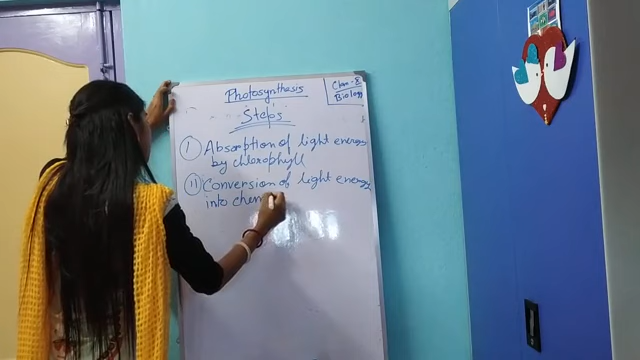 Photosynthesis
Class-8
Biology
Steps
(i) Absorption of light energy
by chlorophyll
(ii) Conversion of light energy
into chem